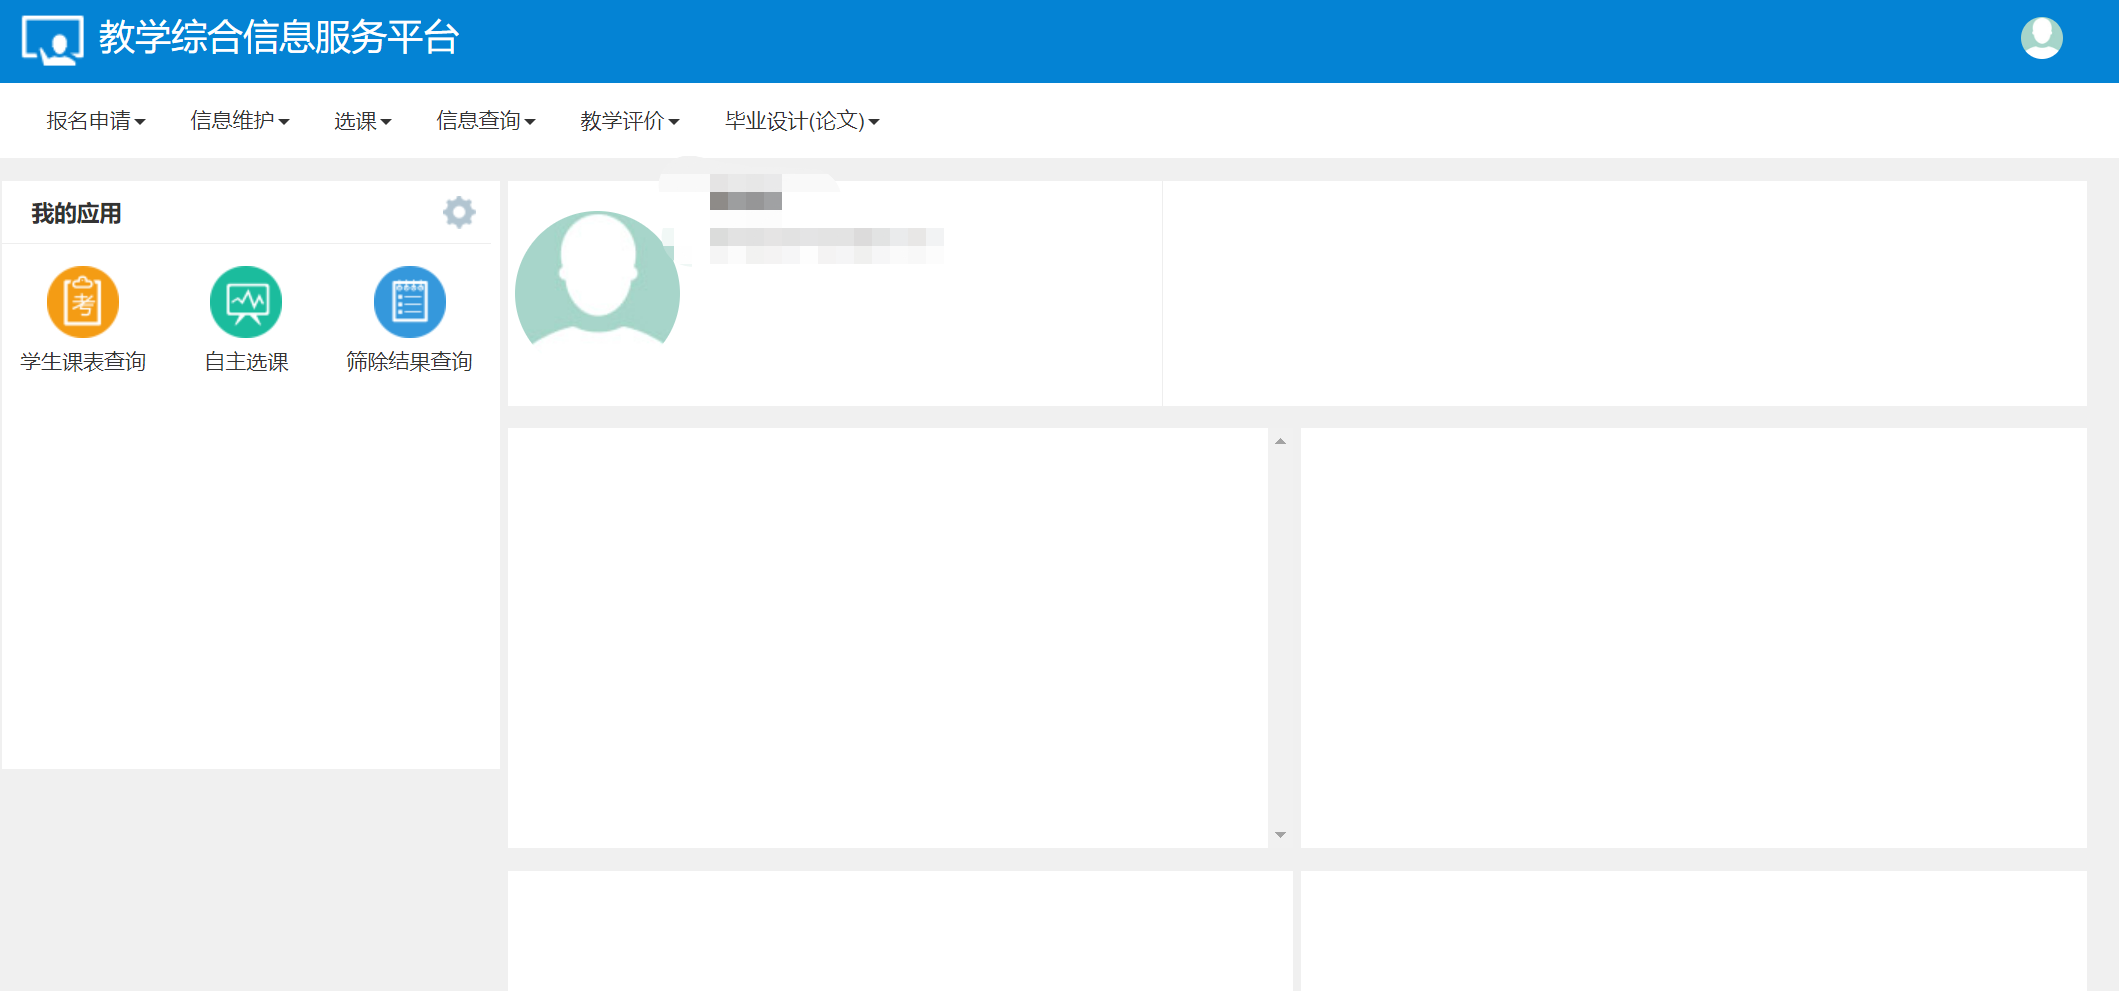 教学综合信息服务平台
报名申请 信息维护 选课 信息查询 教学评价 毕业设计(论文)
我的应用
考
学生课表查询 自主选课 筛除结果查询